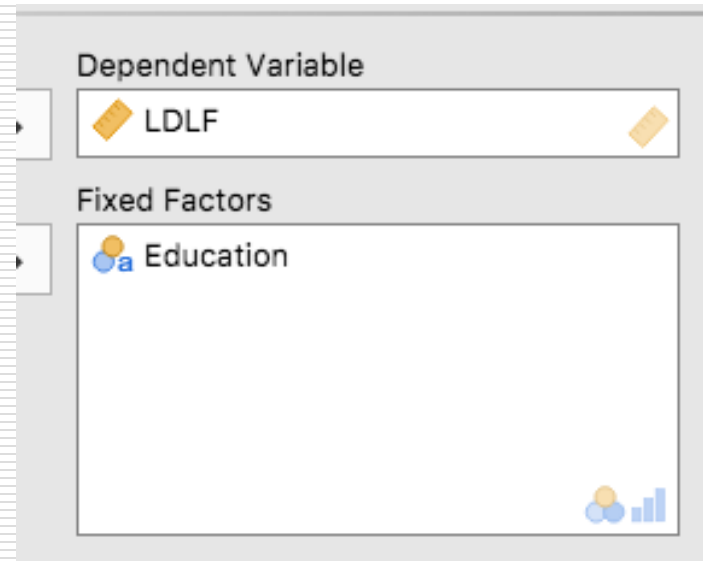 Dependent Variable
LDLF
Fixed Factors
a Education